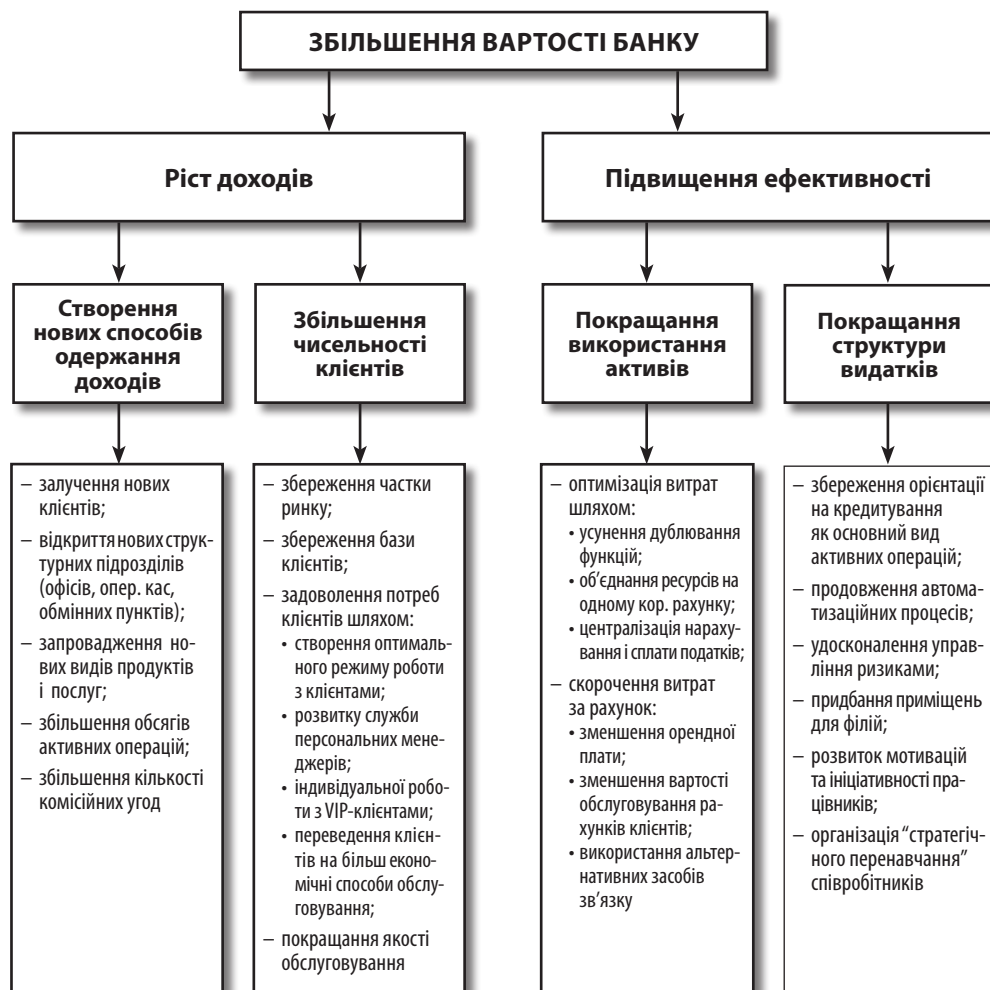 ЗБІЛЬШЕННЯ ВАРТОСТІ БАНКУ
Ріст доходів
Підвищення ефективності
Створення
нових способів
одержання
доходів
Збільшення
чисельності
клієнтів
Покращання
використання
активів
Покращання
структури
видатків
– залучення нових
клієнтів;
– відкриття нових струк-
турних підрозділів
(офісів, опер. кас,
обмінних пунктів);
– запровадження но-
вих видів продуктів
і послуг;
– збільшення обсягів
активних операцій;
– збільшення кількості
комісійних угод
– збереження частки
ринку;
– збереження бази
клієнтів;
– задоволення потреб
клієнтів шляхом:
• створення оптималь-
ного режиму роботи
з клієнтами;
• розвитку служби
персональних мене-
джерів;
• індивідуальної робо-
ти з VIP-клієнтами;
• переведення клієн-
тів на більш еконо-
мічні способи обслу-
говування;
– покращання якості
обслуговування
– оптимізація витрат
шляхом:
• усунення дублювання
функцій;
• об’єднання ресурсів на
одному кор. рахунку;
• централізація нараху-
вання і сплати податків;
– скорочення витрат
за рахунок:
• зменшення орендної
плати;
• зменшення вартості
обслуговування ра-
хунків клієнтів;
• використання альтер-
нативних засобів
зв’язку
– збереження орієнтації
на кредитування
як основний вид
активних операцій;
– продовження автома-
тизаційних процесів;
– удосконалення управ-
ління ризиками;
– придбання приміщень
для філій;
– розвиток мотивацій
та ініціативності пра-
цівників;
– організація “стратегіч-
ного перенавчання”
співробітників